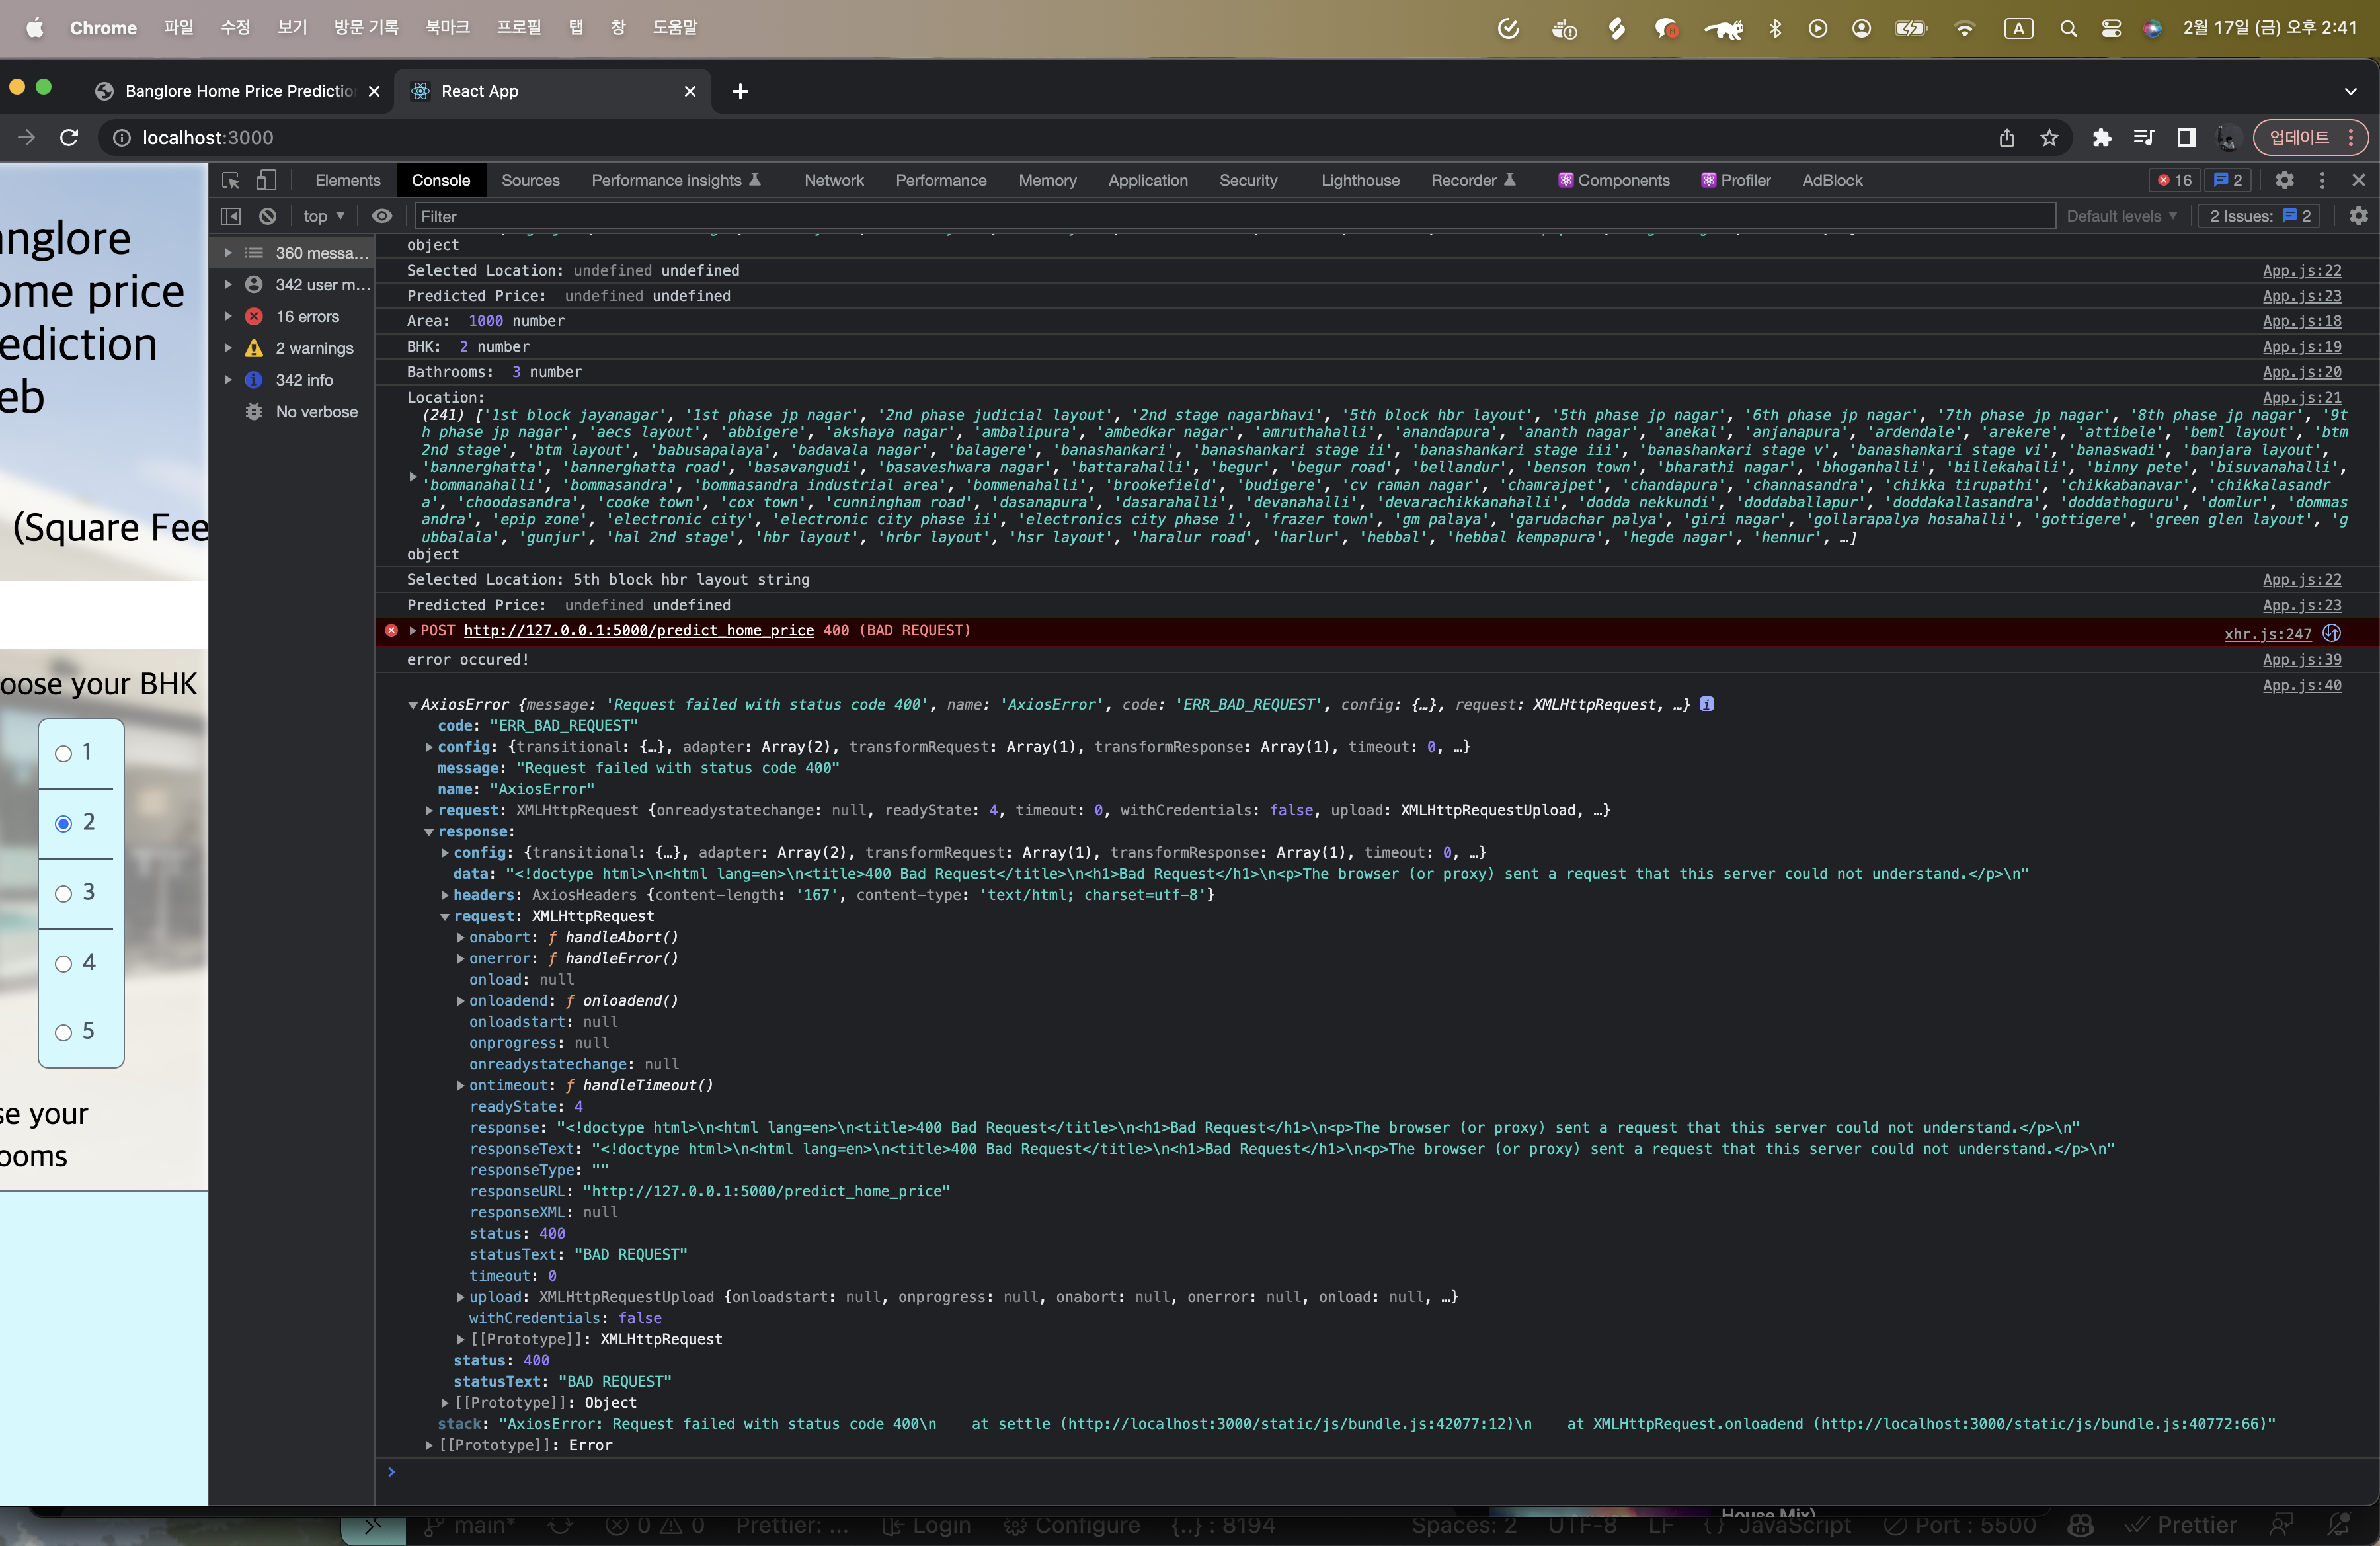 Chrome 파일 수정 보기 방문 기록 북마크 프로필 탭 창 도움말 A 2월 17일 (금) 오후 2:41
Banglore Home Price Predictio React App
localhost:3000 업데이트
Elements Console Sources Performance insights Network Performance Memory Application Security Lighthouse Recorder Components Profiler AdBlock 16 2
top Filter Default levels 2 Issues: 2
360 messa...
342 user m...
16 errors
2 warnings
342 info
No verbose
anglore
ome price
ediction
eb
(Square Fee
oose your BHK
1
2
3
4
5
se your
ooms
object
Selected Location: undefined undefined App.js:22
Predicted Price: undefined undefined App.js:23
Area: 1000 number App.js:18
BHK: 2 number App.js:19
Bathrooms: 3 number App.js:20
Location: App.js:21
(241) ['1st block jayanagar', '1st phase jp nagar', '2nd phase judicial layout', '2nd stage nagarbhavi', '5th block hbr layout', '5th phase jp nagar', '6th phase jp nagar', '7th phase jp nagar', '8th phase jp nagar', '9t
h phase jp nagar', 'aecs layout', 'abbigere', 'akshaya nagar', 'ambalipura', 'ambedkar nagar', 'amruthahalli', 'anandapura', 'ananth nagar', 'anekal', 'anjanapura', 'ardendale', 'arekere', 'attibele', 'beml layout', 'btm
2nd stage', 'btm layout', 'babusapalaya', 'badavala nagar', 'balagere', 'banashankari', 'banashankari stage ii', 'banashankari stage iii', 'banashankari stage v', 'banashankari stage vi', 'banaswadi', 'banjara layout',
'bannerghatta', 'bannerghatta road', 'basavangudi', 'basaveshwara nagar', 'battarahalli', 'begur', 'begur road', 'bellandur', 'benson town', 'bharathi nagar', 'bhoganhalli', 'billekahalli', 'binny pete', 'bisuvanahalli',
'bommanahalli', 'bommasandra', 'bommasandra industrial area', 'bommenahalli', 'brookefield', 'budigere', 'cv raman nagar', 'chamrajpet', 'chandapura', 'channasandra', 'chikka tirupathi', 'chikkabanavar', 'chikkalasandr
a', 'choodasandra', 'cooke town', 'cox town', 'cunningham road', 'dasanapura', 'dasarahalli', 'devanahalli', 'devarachikkanahalli', 'dodda nekkundi', 'doddaballapur', 'doddakallasandra', 'doddathoguru', 'domlur', 'dommas
andra', 'epip zone', 'electronic city', 'electronic city phase ii', 'electronics city phase 1', 'frazer town', 'gm palaya', 'garudachar palya', 'giri nagar', 'gollarapalya hosahalli', 'gottigere', 'green glen layout', 'g
ubbalala', 'gunjur', 'hal 2nd stage', 'hbr layout', 'hrbr layout', 'hsr layout', 'haralur road', 'harlur', 'hebbal', 'hebbal kempapura', 'hegde nagar', 'hennur', …]
object
Selected Location: 5th block hbr layout string App.js:22
Predicted Price: undefined undefined App.js:23
POST http://127.0.0.1:5000/predict_home_price 400 (BAD REQUEST) xhr.js:247
error occured! App.js:39
App.js:40
AxiosError {message: 'Request failed with status code 400', name: 'AxiosError', code: 'ERR_BAD_REQUEST', config: {…}, request: XMLHttpRequest, …} i
code: "ERR_BAD_REQUEST"
config: {transitional: {…}, adapter: Array(2), transformRequest: Array(1), transformResponse: Array(1), timeout: 0, …}
message: "Request failed with status code 400"
name: "AxiosError"
request: XMLHttpRequest {onreadystatechange: null, readyState: 4, timeout: 0, withCredentials: false, upload: XMLHttpRequestUpload, …}
response:
config: {transitional: {…}, adapter: Array(2), transformRequest: Array(1), transformResponse: Array(1), timeout: 0, …}
data: "<!doctype html>\n<html lang=en>\n<title>400 Bad Request</title>\n<h1>Bad Request</h1>\n<p>The browser (or proxy) sent a request that this server could not understand.</p>\n"
headers: AxiosHeaders {content-length: '167', content-type: 'text/html; charset=utf-8'}
request: XMLHttpRequest
onabort: ƒ handleAbort()
onerror: ƒ handleError()
onload: null
onloadend: ƒ onloadend()
onloadstart: null
onprogress: null
onreadystatechange: null
ontimeout: ƒ handleTimeout()
readyState: 4
response: "<!doctype html>\n<html lang=en>\n<title>400 Bad Request</title>\n<h1>Bad Request</h1>\n<p>The browser (or proxy) sent a request that this server could not understand.</p>\n"
responseText: "<!doctype html>\n<html lang=en>\n<title>400 Bad Request</title>\n<h1>Bad Request</h1>\n<p>The browser (or proxy) sent a request that this server could not understand.</p>\n"
responseType: ""
responseURL: "http://127.0.0.1:5000/predict_home_price"
responseXML: null
status: 400
statusText: "BAD REQUEST"
timeout: 0
upload: XMLHttpRequestUpload {onloadstart: null, onprogress: null, onabort: null, onerror: null, onload: null, …}
withCredentials: false
[[Prototype]]: XMLHttpRequest
status: 400
statusText: "BAD REQUEST"
[[Prototype]]: Object
stack: "AxiosError: Request failed with status code 400\n    at settle (http://localhost:3000/static/js/bundle.js:42077:12)\n    at XMLHttpRequest.onloadend (http://localhost:3000/static/js/bundle.js:40772:66)"
[[Prototype]]: Error
House Mix)
main* 0 0 Prettier: ... Login Configure {..} : 8194 Spaces: 2 UTF-8 LF {} JavaScript Port : 5500 Prettier